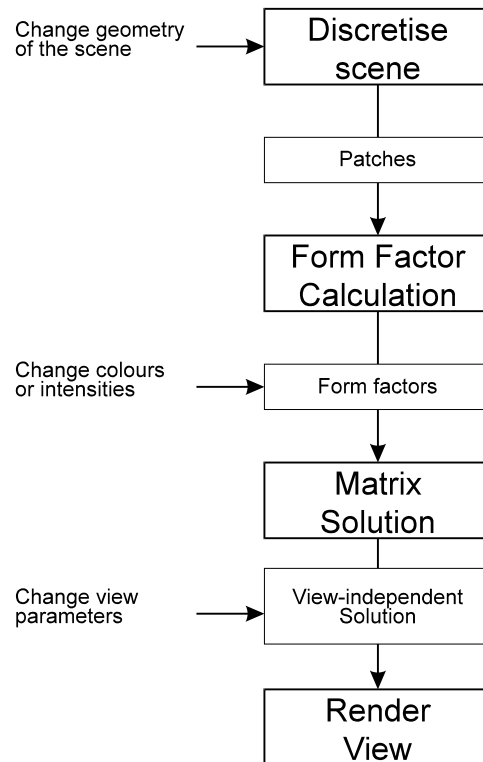 Change geometry
of the scene
Discretise
scene
Patches
Form Factor
Calculation
Change colours
or intensities
Form factors
Matrix
Solution
Change view
parameters
View-independent
Solution
Render
View